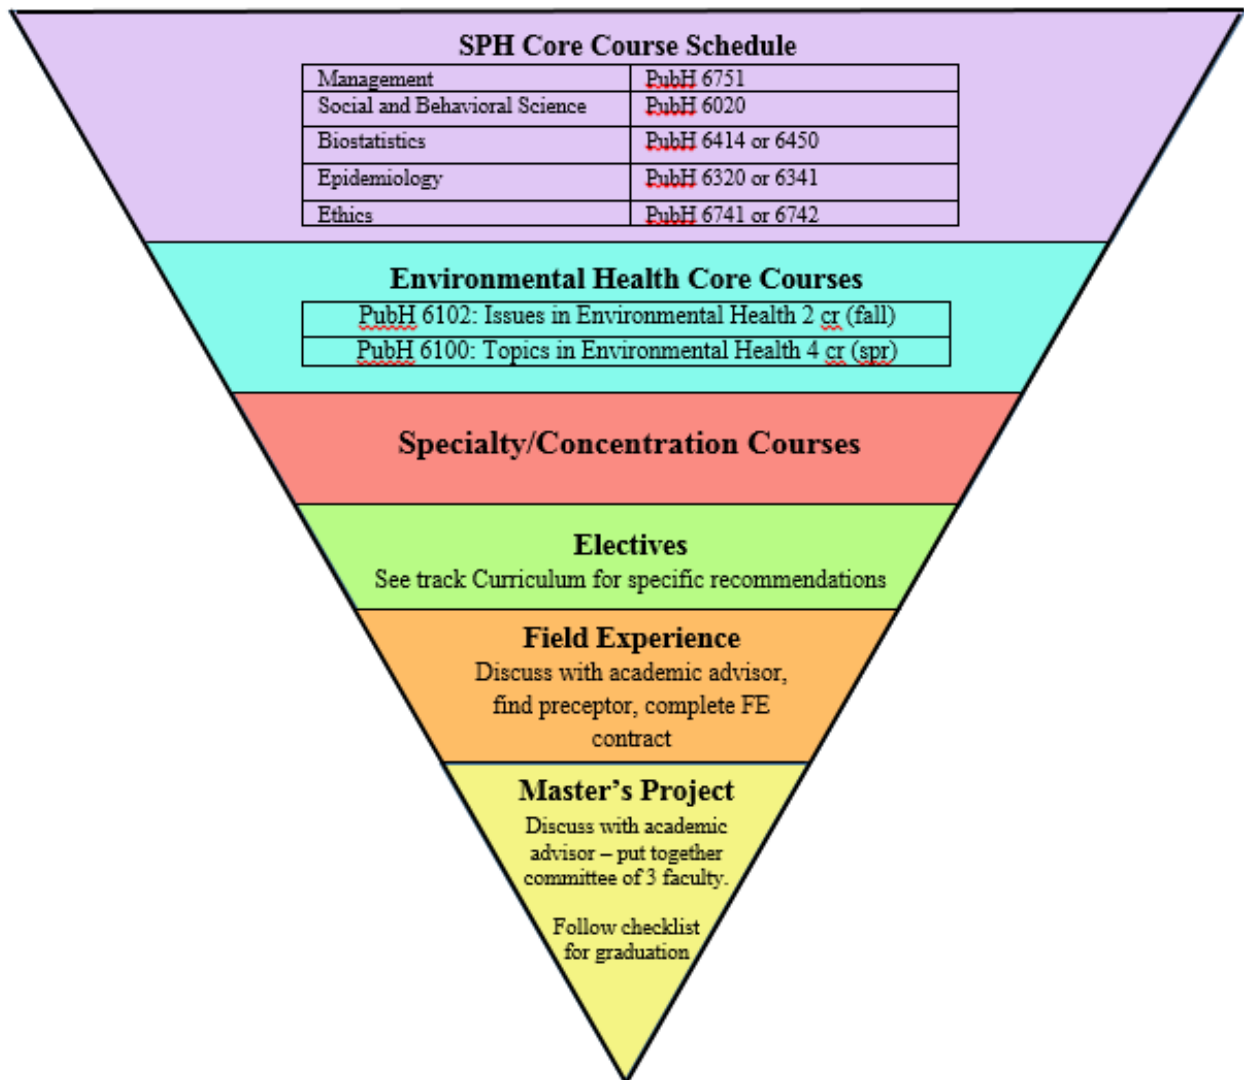 SPH Core Course Schedule
Management PubH 6751
Social and Behavioral Science PubH 6020
Biostatistics PubH 6414 or 6450
Epidemiology PubH 6320 or 6341
Ethics PubH 6741 or 6742
Environmental Health Core Courses
PubH 6102: Issues in Environmental Health 2 cr (fall)
PubH 6100: Topics in Environmental Health 4 cr (spr)
Specialty/Concentration Courses
Electives
See track Curriculum for specific recommendations
Field Experience
Discuss with academic advisor,
find preceptor, complete FE
contract
Master’s Project
Discuss with academic
advisor – put together
committee of 3 faculty.
Follow checklist
for graduation